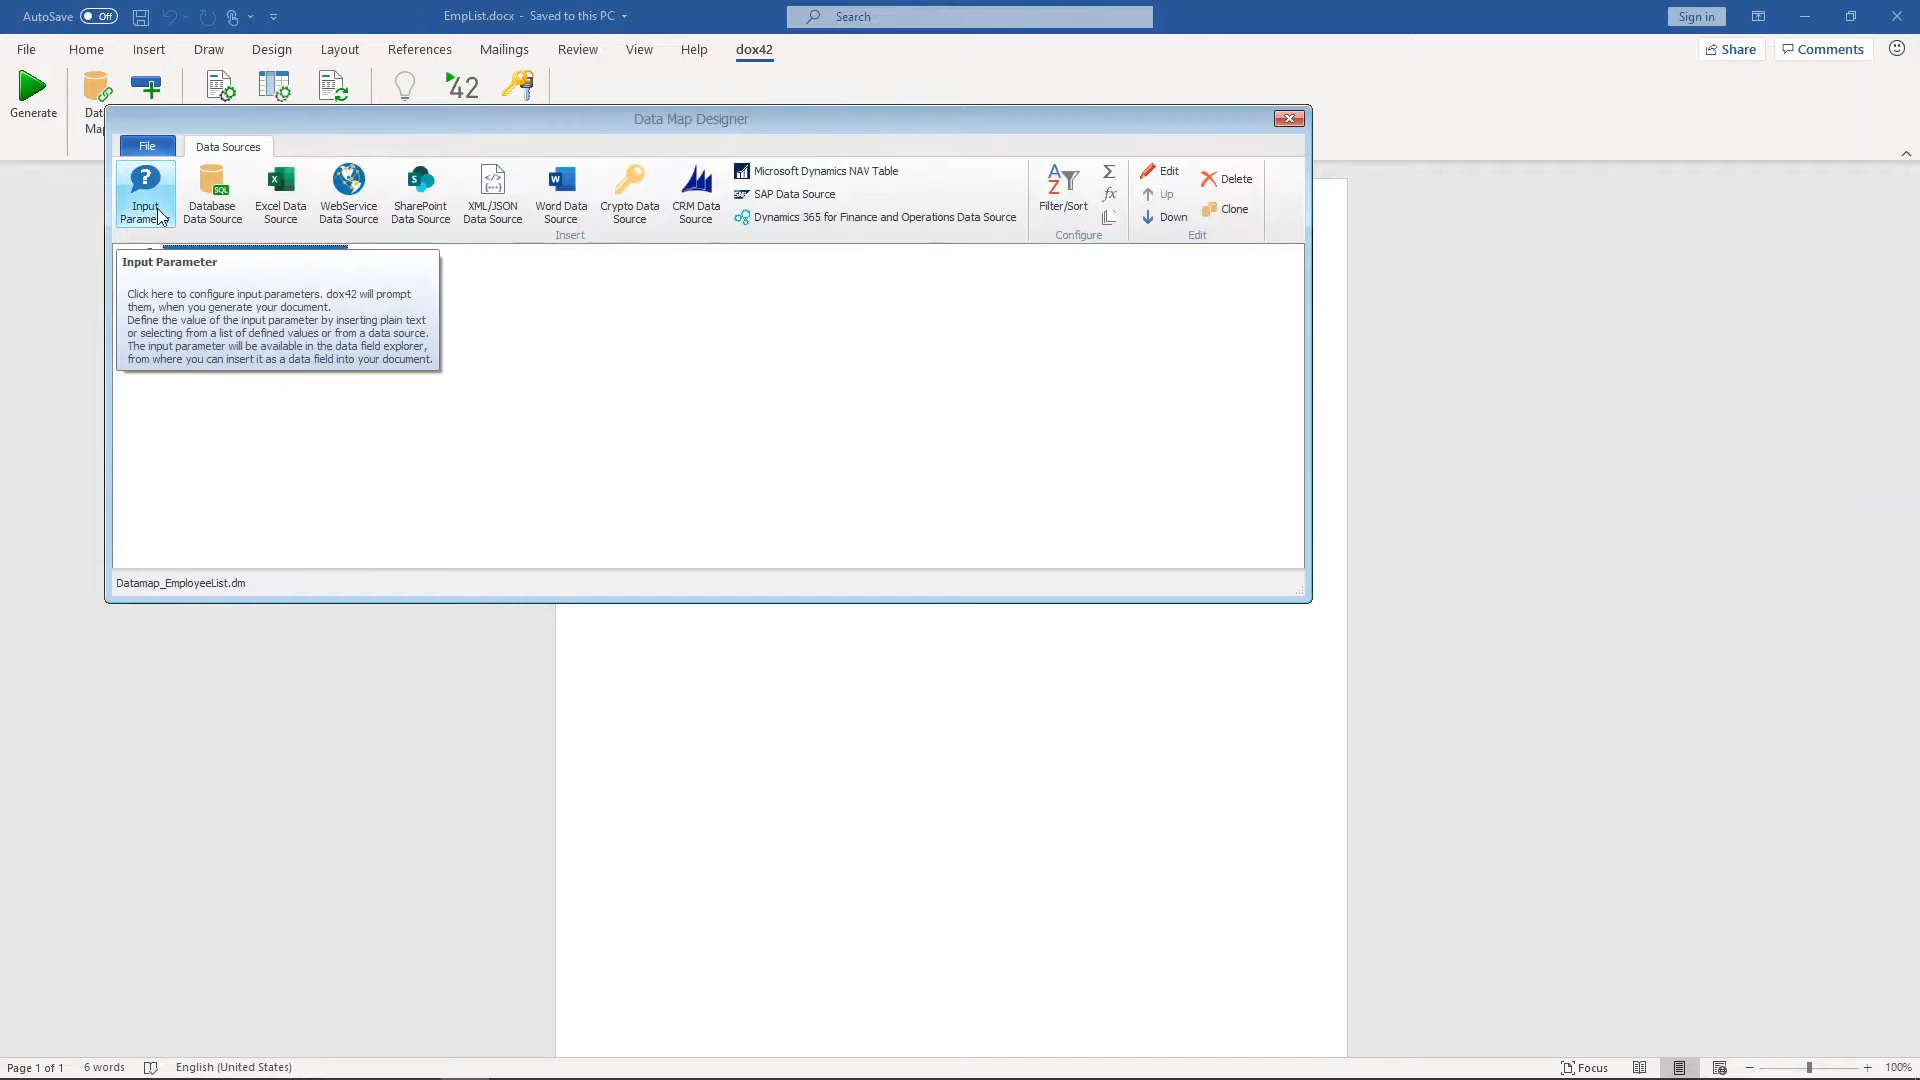 AutoSave Off EmpList.docx - Saved to this PC Search Sign in
File Home Insert Draw Design Layout References Mailings Review View Help dox42 Share Comments
42
Generate
Data Map Designer
File Data Sources
Input Database Excel Data WebService SharePoint XML/JSON Word Data Crypto Data CRM Data
Data Source Source Data Source Data Source Data Source Source Source Source
Microsoft Dynamics NAV Table
SAP Data Source
Dynamics 365 for Finance and Operations Data Source
Filter/Sort
Edit Delete
Up
Down Clone
Insert Configure Edit
Input Parameter
Click here to configure input parameters. dox42 will prompt
them, when you generate your document.
Define the value of the input parameter by inserting plain text
or selecting from a list of defined values or from a data source.
The input parameter will be available in the data field explorer,
from where you can insert it as a data field into your document.
Datamap_EmployeeList.dm
Page 1 of 1 6 words English (United States) Focus 100%